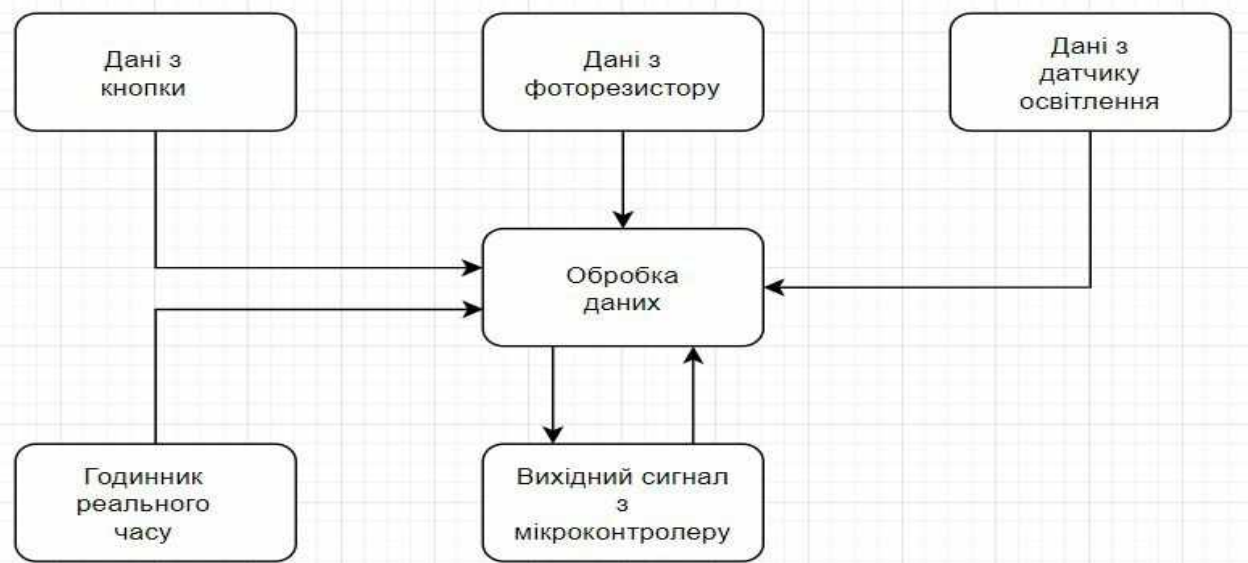 Дані з
кнопки
Дані з
фоторезистору
Дані з
датчику
освітлення
Обробка
даних
Годинник
реального
часу
Вихідний сигнал
з
мікроконтролеру